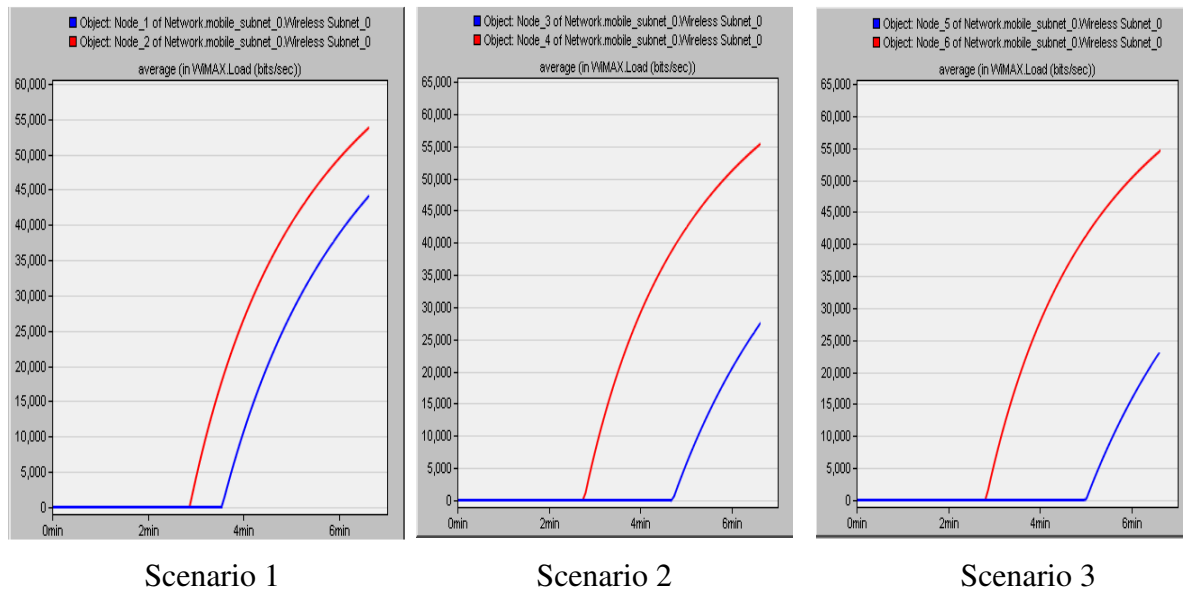 Object: Node_1 of Network.mobile_subnet_0.Wireless Subnet_0
Object: Node_2 of Network.mobile_subnet_0.Wireless Subnet_0
average (in WiMAX.Load (bits/sec))
60,000
55,000
50,000
45,000
40,000
35,000
30,000
25,000
20,000
15,000
10,000
5,000
0
0min 2min 4min 6min
Scenario 1
Object: Node_3 of Network.mobile_subnet_0.Wireless Subnet_0
Object: Node_4 of Network.mobile_subnet_0.Wireless Subnet_0
average (in WiMAX.Load (bits/sec))
65,000
60,000
55,000
50,000
45,000
40,000
35,000
30,000
25,000
20,000
15,000
10,000
5,000
0
0min 2min 4min 6min
Scenario 2
Object: Node_5 of Network.mobile_subnet_0.Wireless Subnet_0
Object: Node_6 of Network.mobile_subnet_0.Wireless Subnet_0
average (in WiMAX.Load (bits/sec))
65,000
60,000
55,000
50,000
45,000
40,000
35,000
30,000
25,000
20,000
15,000
10,000
5,000
0
0min 2min 4min 6min
Scenario 3